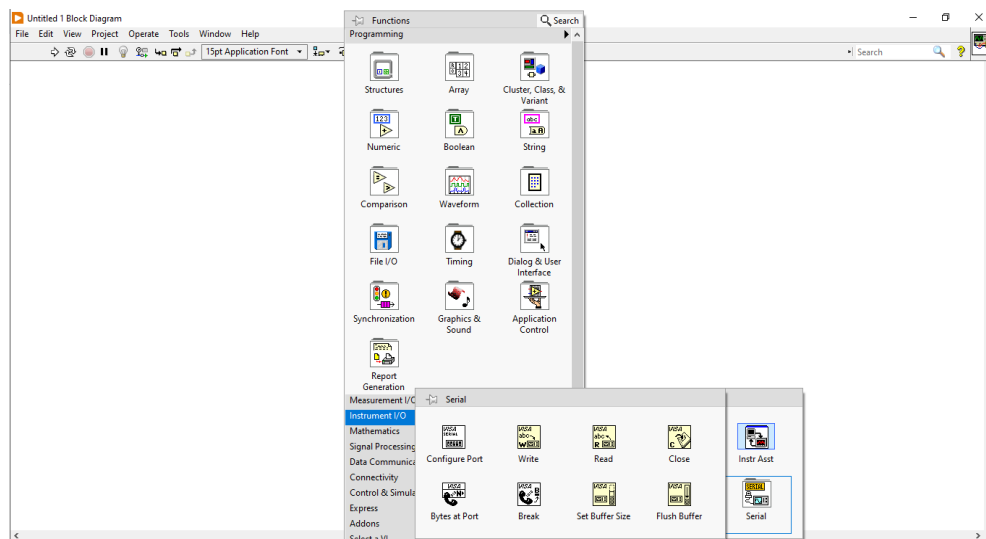 Untitled 1 Block Diagram
File Edit View Project Operate Tools Window Help
15pt Application Font
Search
Functions
Search
Programming
Structures
Array
Cluster, Class, &
Variant
Numeric
Boolean
String
Comparison
Waveform
Collection
File I/O
Timing
Dialog & User
Interface
Synchronization
Graphics &
Sound
Application
Control
Report
Generation
Measurement I/O
Instrument I/O
Mathematics
Signal Processing
Data Communica
Connectivity
Control & Simula
Express
Addons
Select a VI
Serial
Configure Port
Write
Read
Close
Instr Asst
Bytes at Port
Break
Set Buffer Size
Flush Buffer
Serial